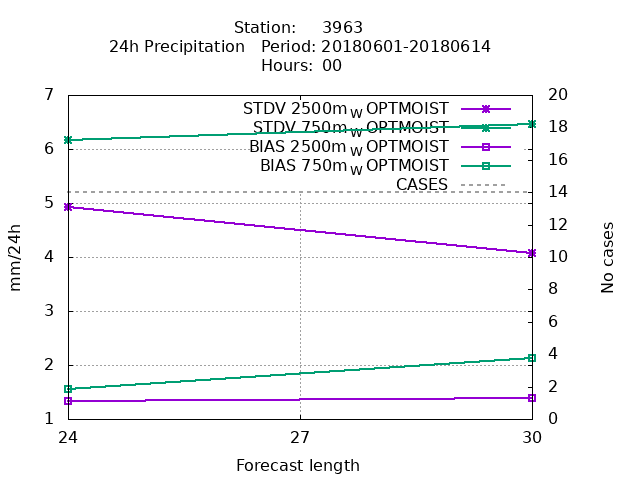 Station: 3963
24h Precipitation Period: 20180601-20180614
Hours: 00
7 20
STDV 2500m W OPTMOIST
STDV 750m W OPTMOIST 18
6 BIAS 2500m W OPTMOIST
16
BIAS 750m W OPTMOIST
CASES
14
5
12
mm/24h
No cases
4 10
8
3
6
2 4
2
1 0
24 27 30
Forecast length